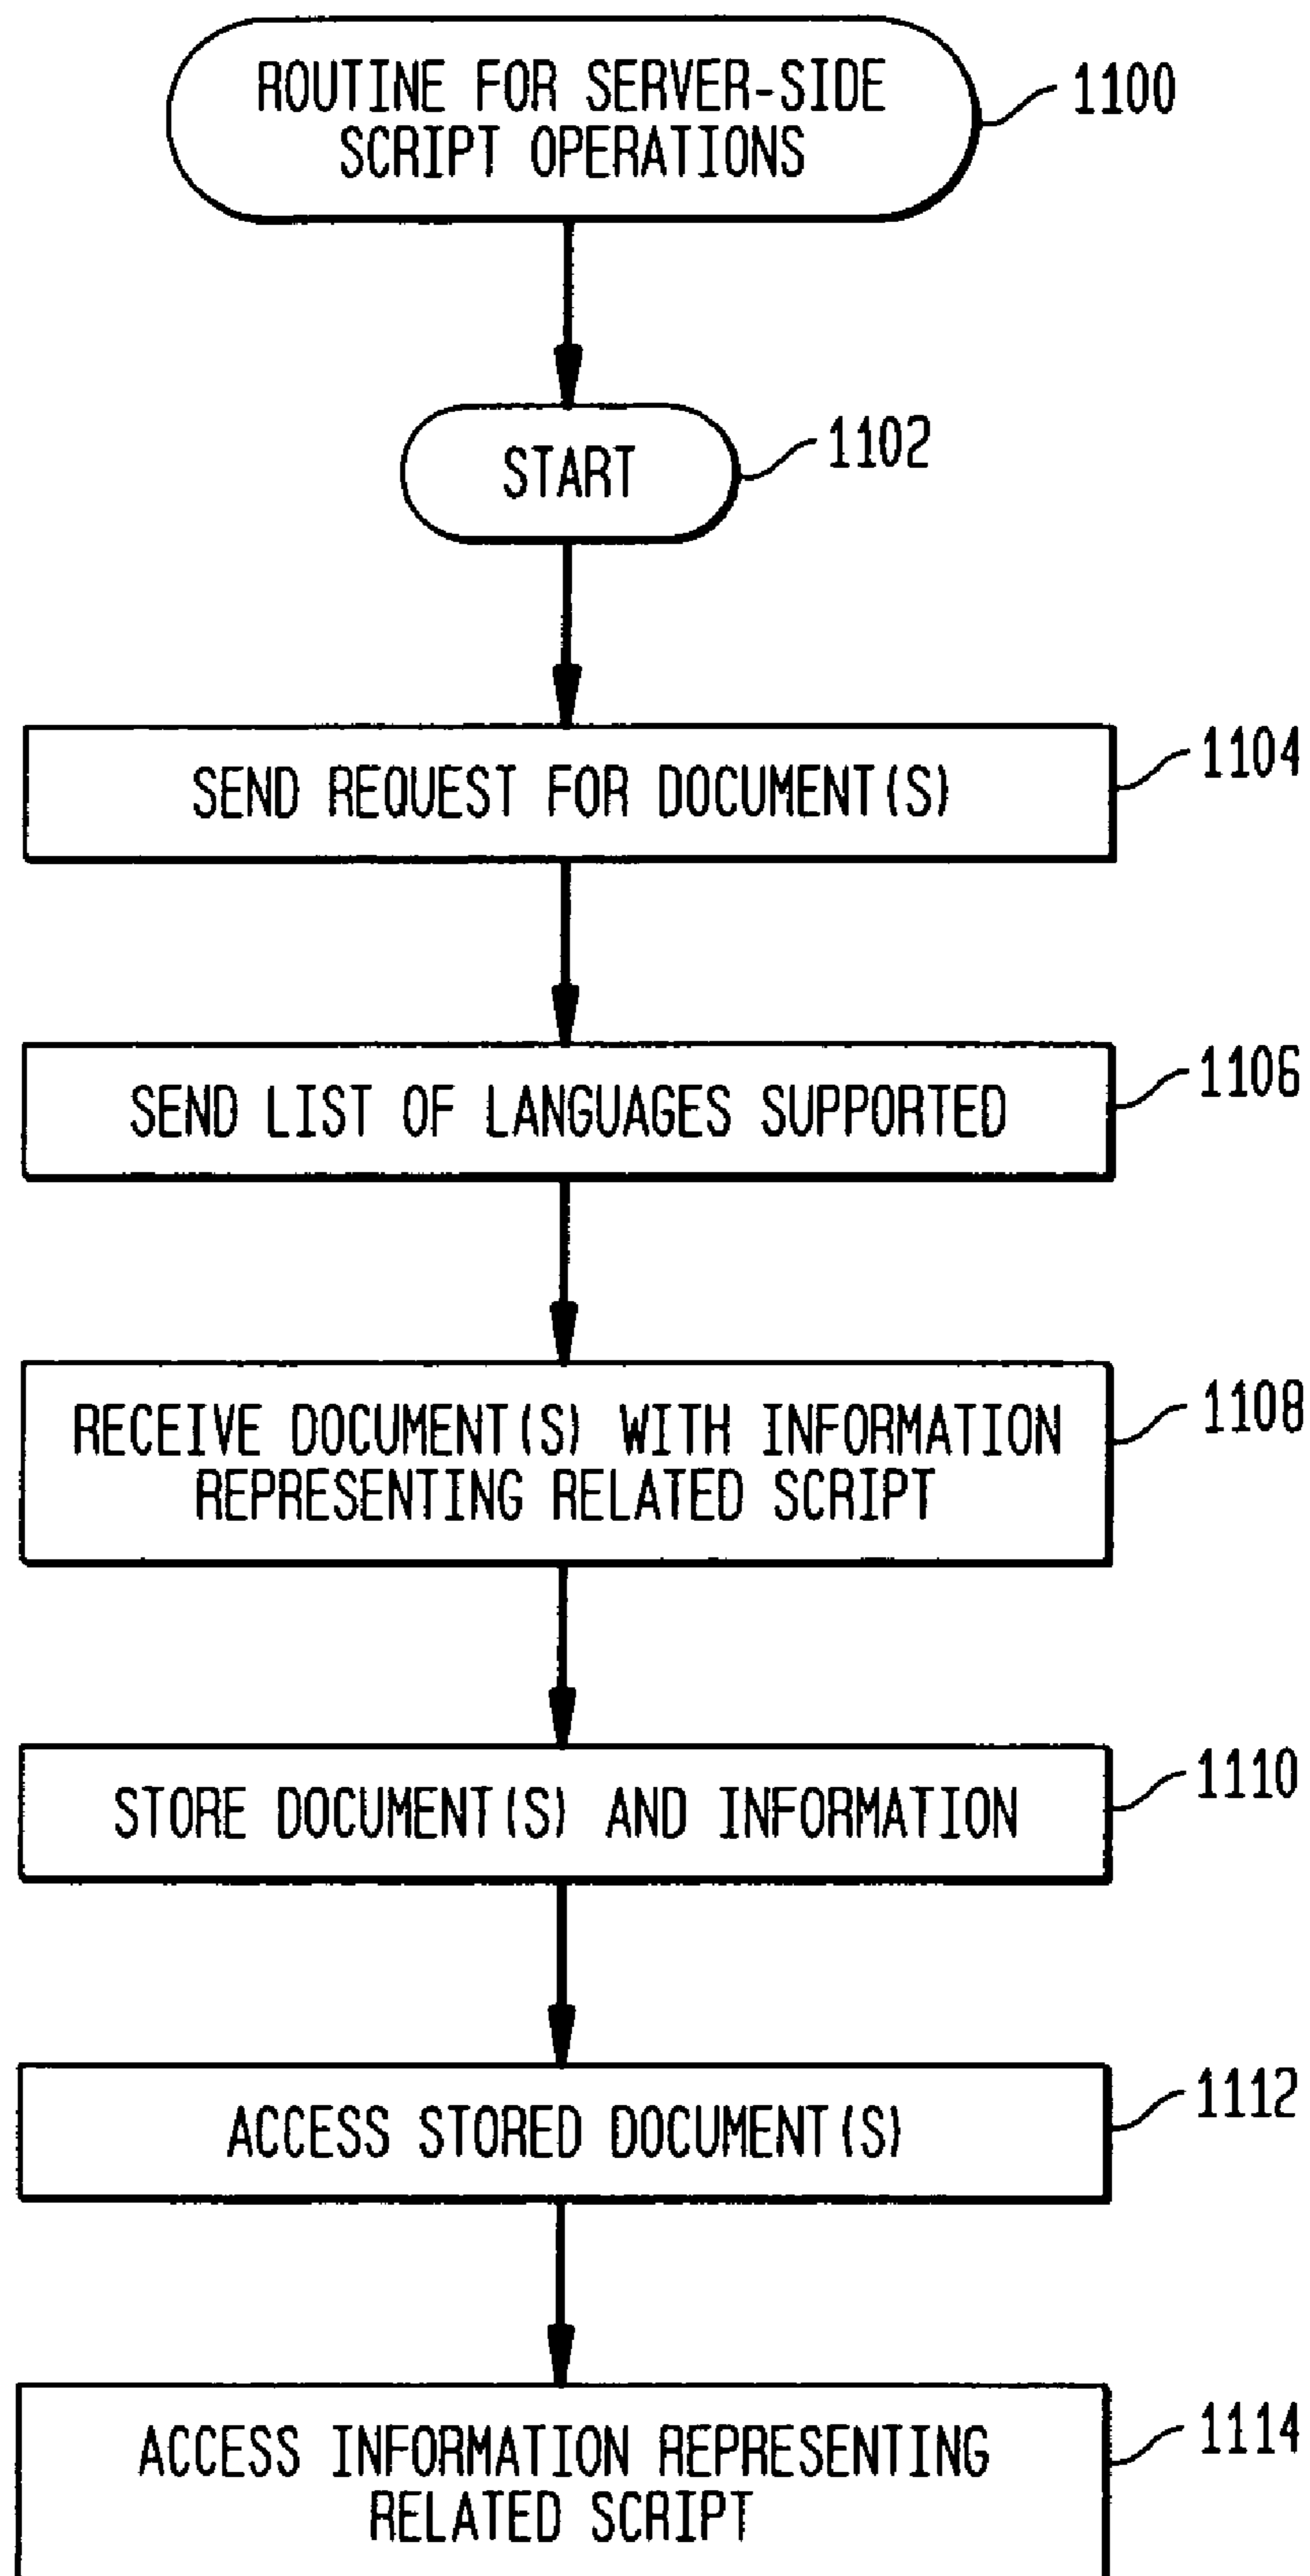 ROUTINE FOR SERVER-SIDE
SCRIPT OPERATIONS
1100
START
1102
SEND REQUEST FOR DOCUMENT(S)
1104
SEND LIST OF LANGUAGES SUPPORTED
1106
RECEIVE DOCUMENT(S) WITH INFORMATION
REPRESENTING RELATED SCRIPT
1108
STORE DOCUMENT(S) AND INFORMATION
1110
ACCESS STORED DOCUMENT(S)
1112
ACCESS INFORMATION REPRESENTING
RELATED SCRIPT
1114